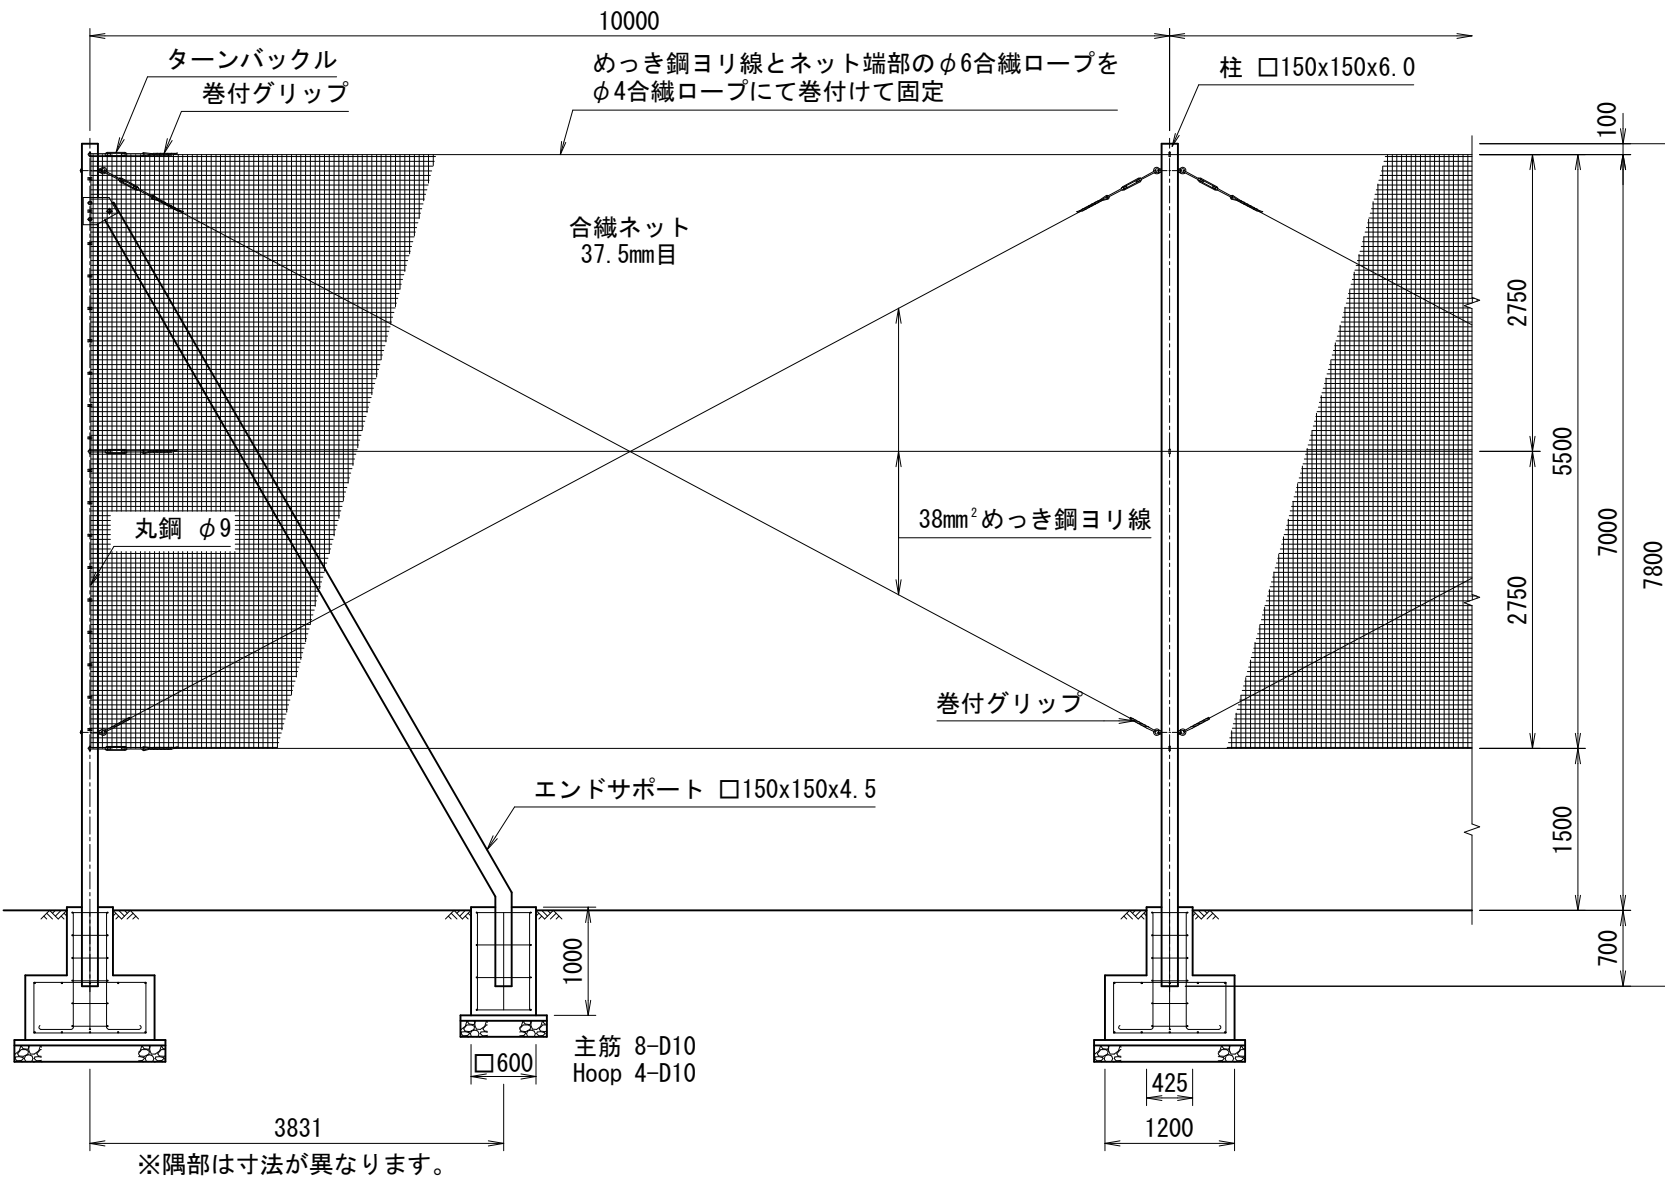 10000
ターンバックル
巻付グリップ
めっき鋼ヨリ線とネット端部のφ6合繊ロープを
φ4合繊ロープにて巻付けて固定
柱 □150x150x6.0
100
合繊ネット
37.5mm目
2750
5500
7000
7800
丸鋼 φ9
38mm²めっき鋼ヨリ線
2750
巻付グリップ
エンドサポート □150x150x4.5
1500
700
1000
主筋 8-D10
Hoop 4-D10
□600
425
1200
3831
※隅部は寸法が異なります。